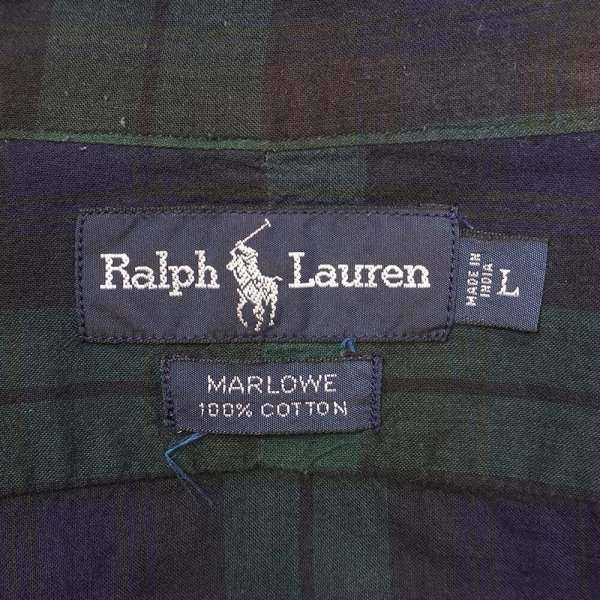 Ralph Lauren
MADE IN
INDIA
L
MARLOWE
100% COTTON